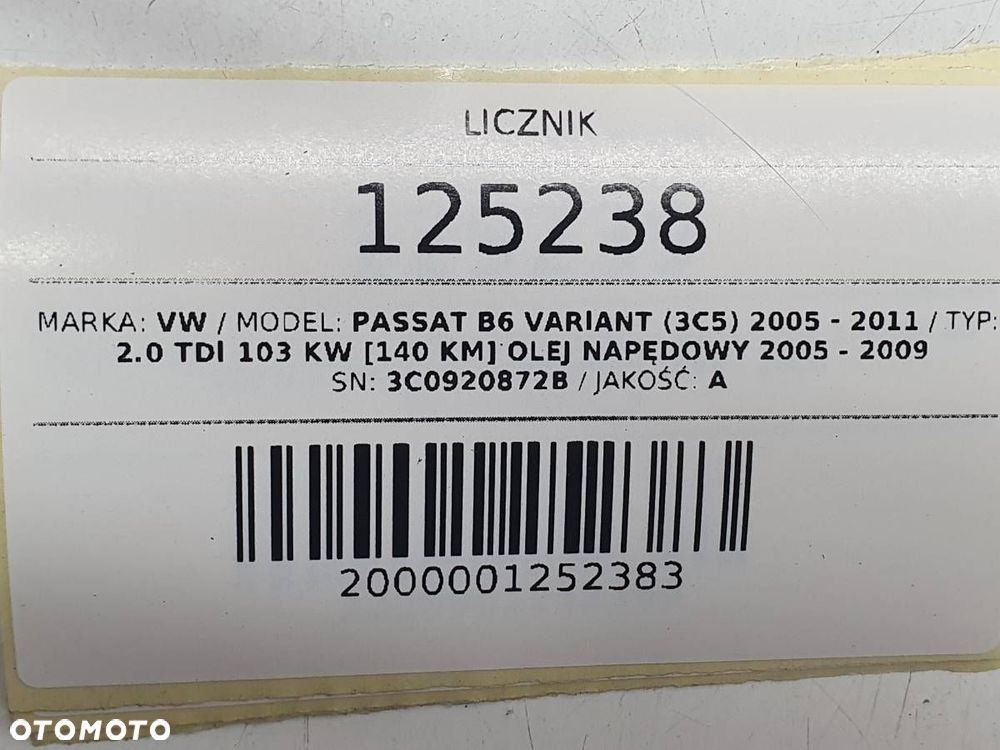 LICZNIK
125238
MARKA: VW / MODEL: PASSAT B6 VARIANT (3C5) 2005 - 2011 / TYP:
2.0 TDI 103 KW [140 KM] OLEJ NAPĘDOWY 2005 - 2009
SN: 3C0920872B / JAKOŚĆ: A
2000001252383
OTOMOTO